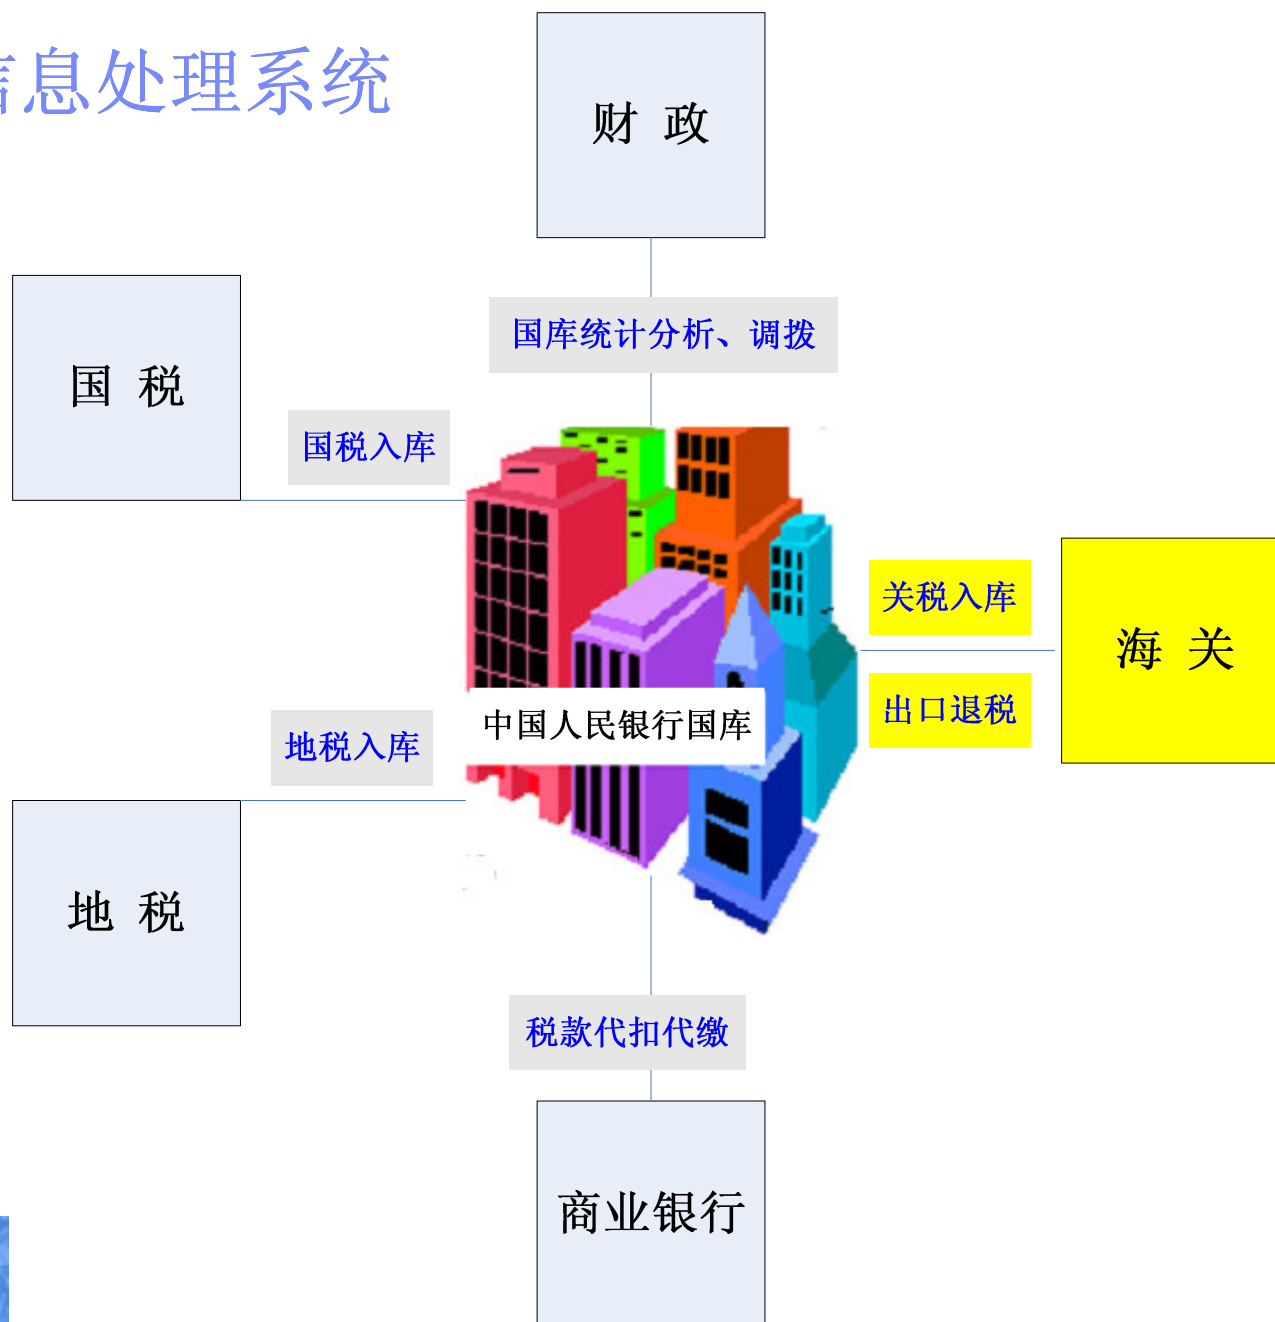 信息处理系统
财 政
国库统计分析、调拨
国 税
国税入库
关税入库
海 关
出口退税
中国人民银行国库
地税入库
地 税
税款代扣代缴
商业银行